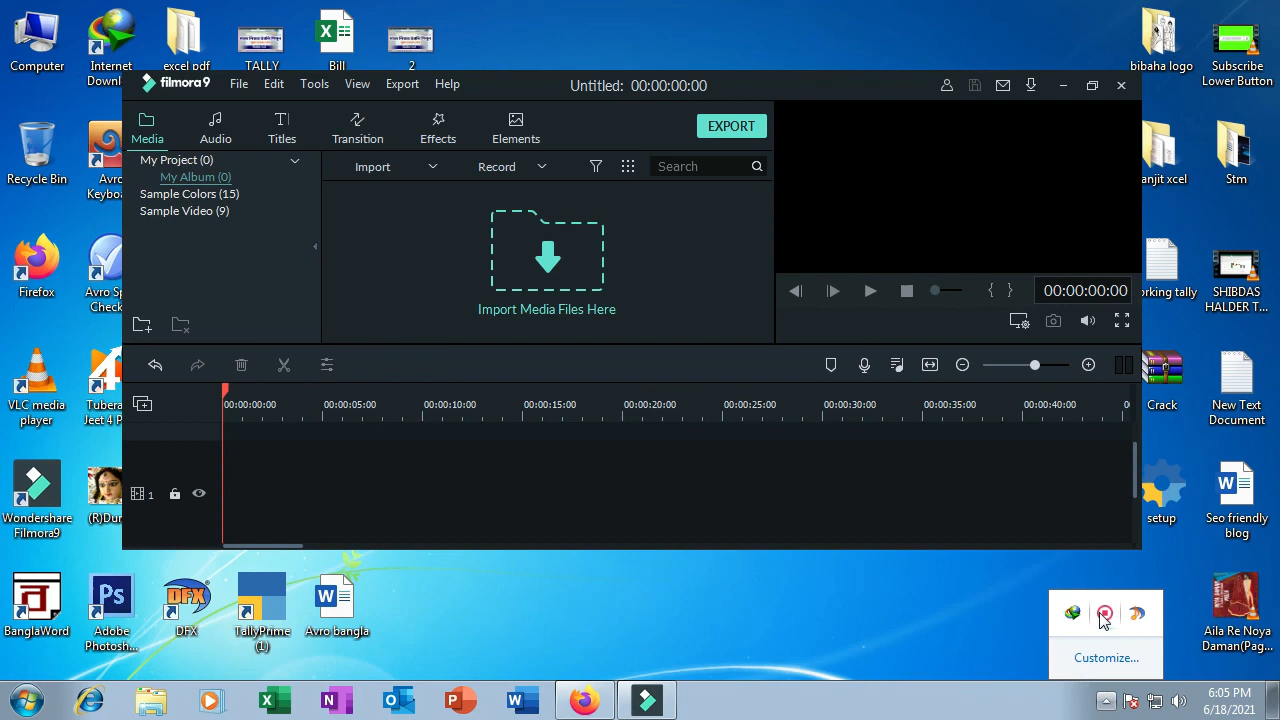 Computer
Internet
Downl...
excel pdf
TALLY
Bill
2
bibaha logo
Subscribe
Lower Button
filmora9
File
Edit
Tools
View
Export
Help
Untitled: 00:00:00:00
Media
Audio
Titles
Transition
Effects
Elements
EXPORT
My Project (0)
My Album (0)
Sample Colors (15)
Sample Video (9)
Import
Record
Search
Import Media Files Here
00:00:00:00
Recycle Bin
Avro
Keyboa
anjit xcel
Stm
Firefox
Avro Sp
Check
orking tally
SHIBDAS
HALDER T...
VLC media
player
Tubera
Jeet 4 P
Crack
New Text
Document
00:00:00:00
00:00:05:00
00:00:10:00
00:00:15:00
00:00:20:00
00:00:25:00
00:00:30:00
00:00:35:00
00:00:40:00
1
Wondershare
Filmora9
(R)Dur
setup
Seo friendly
blog
BanglaWord
Adobe
Photosh...
DFX
TallyPrime
(1)
Avro bangla
Customize...
Aila Re Noya
Daman(Pag...
6:05 PM
6/18/2021